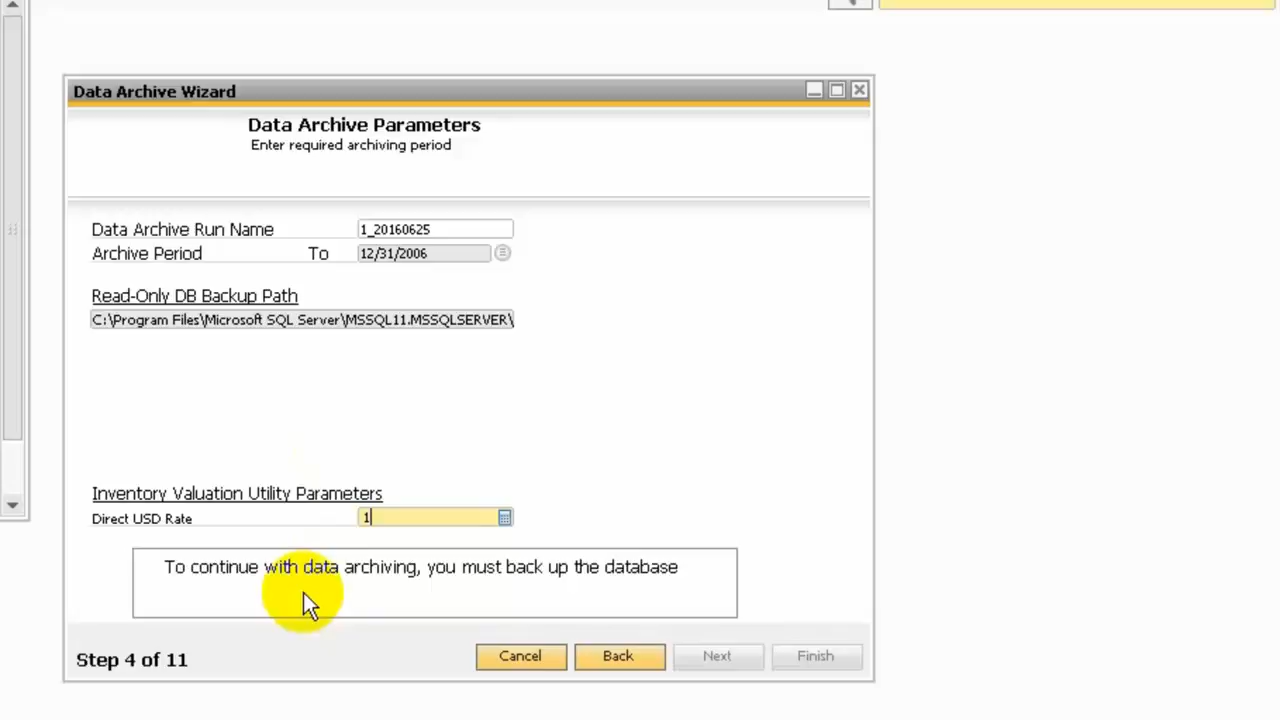 Data Archive Wizard
Data Archive Parameters
Enter required archiving period
Data Archive Run Name 1_20160625
Archive Period To 12/31/2006
Read-Only DB Backup Path
C:\Program Files\Microsoft SQL Server\MSSQL11.MSSQLSERVER\
Inventory Valuation Utility Parameters
Direct USD Rate 1
To continue with data archiving, you must back up the database
Step 4 of 11 Cancel Back Next Finish